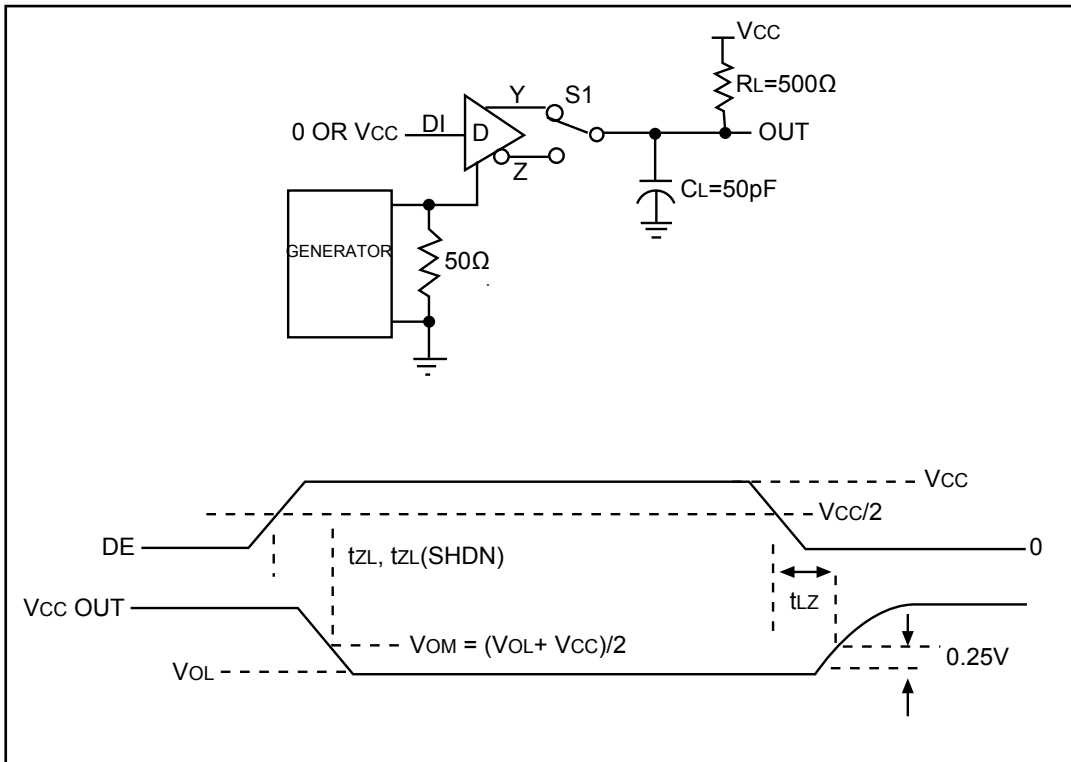 VCC
RL=500Ω
Y
S1
0 OR VCC
DI
D
OUT
Z
CL=50pF
GENERATOR
50Ω
VCC
VCC/2
DE
0
tZL, tZL(SHDN)
tLZ
VCC OUT
VOM = (VOL+ VCC)/2
0.25V
VOL